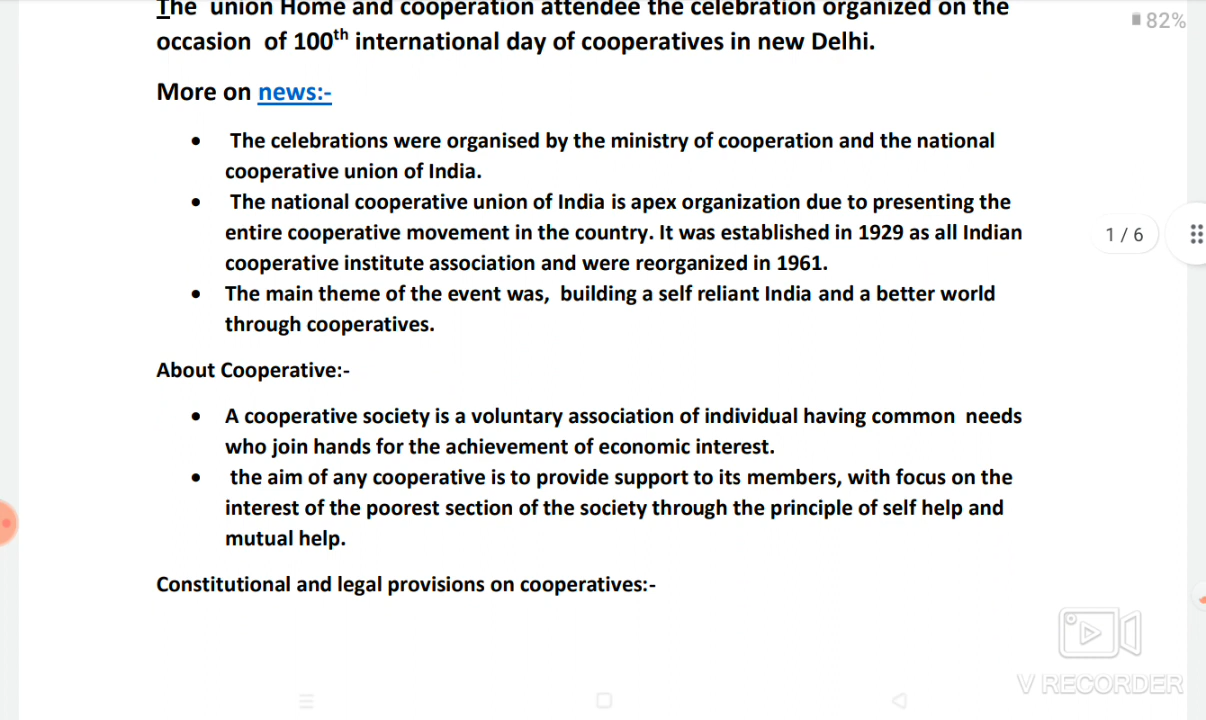 The union Home and cooperation attendee the celebration organized on the
occasion of 100th international day of cooperatives in new Delhi.
82%
More on news:-
• The celebrations were organised by the ministry of cooperation and the national
cooperative union of India.
• The national cooperative union of India is apex organization due to presenting the
entire cooperative movement in the country. It was established in 1929 as all Indian
cooperative institute association and were reorganized in 1961.
1 / 6
• The main theme of the event was, building a self reliant India and a better world
through cooperatives.
About Cooperative:-
• A cooperative society is a voluntary association of individual having common needs
who join hands for the achievement of economic interest.
• the aim of any cooperative is to provide support to its members, with focus on the
interest of the poorest section of the society through the principle of self help and
mutual help.
Constitutional and legal provisions on cooperatives:-
V RECORDER